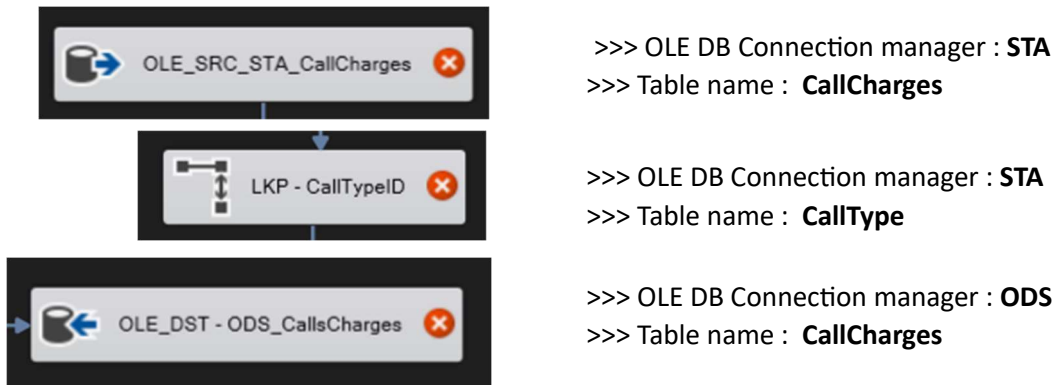 OLE_SRC_STA_CallCharges
>>> OLE DB Connection manager : STA
>>> Table name : CallCharges
LKP - CallTypeID
>>> OLE DB Connection manager : STA
>>> Table name : CallType
OLE_DST - ODS_CallsCharges
>>> OLE DB Connection manager : ODS
>>> Table name : CallCharges